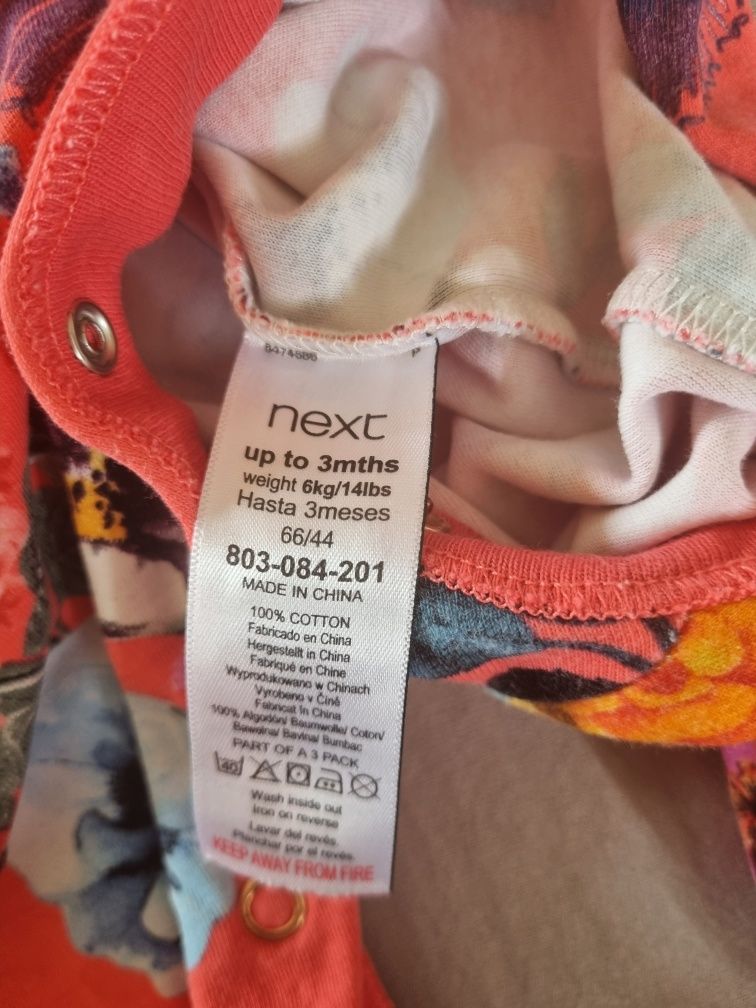 8474586 P
next
up to 3mths
weight 6kg/14lbs
Hasta 3meses
66/44
803-084-201
MADE IN CHINA
100% COTTON
Fabricado en China
Hergestellt in China
Fabriqué en Chine
Wyprodukowano w Chinach
Vyrobeno v Číně
Fabricat în China
100% Algodón/ Baumwolle/ Coton/
Bawełna/ Bavlna/ Bumbac
PART OF A 3 PACK
40
Wash inside out
Iron on reverse
Lavar del revés.
Planchar por el revés.
KEEP AWAY FROM FIRE